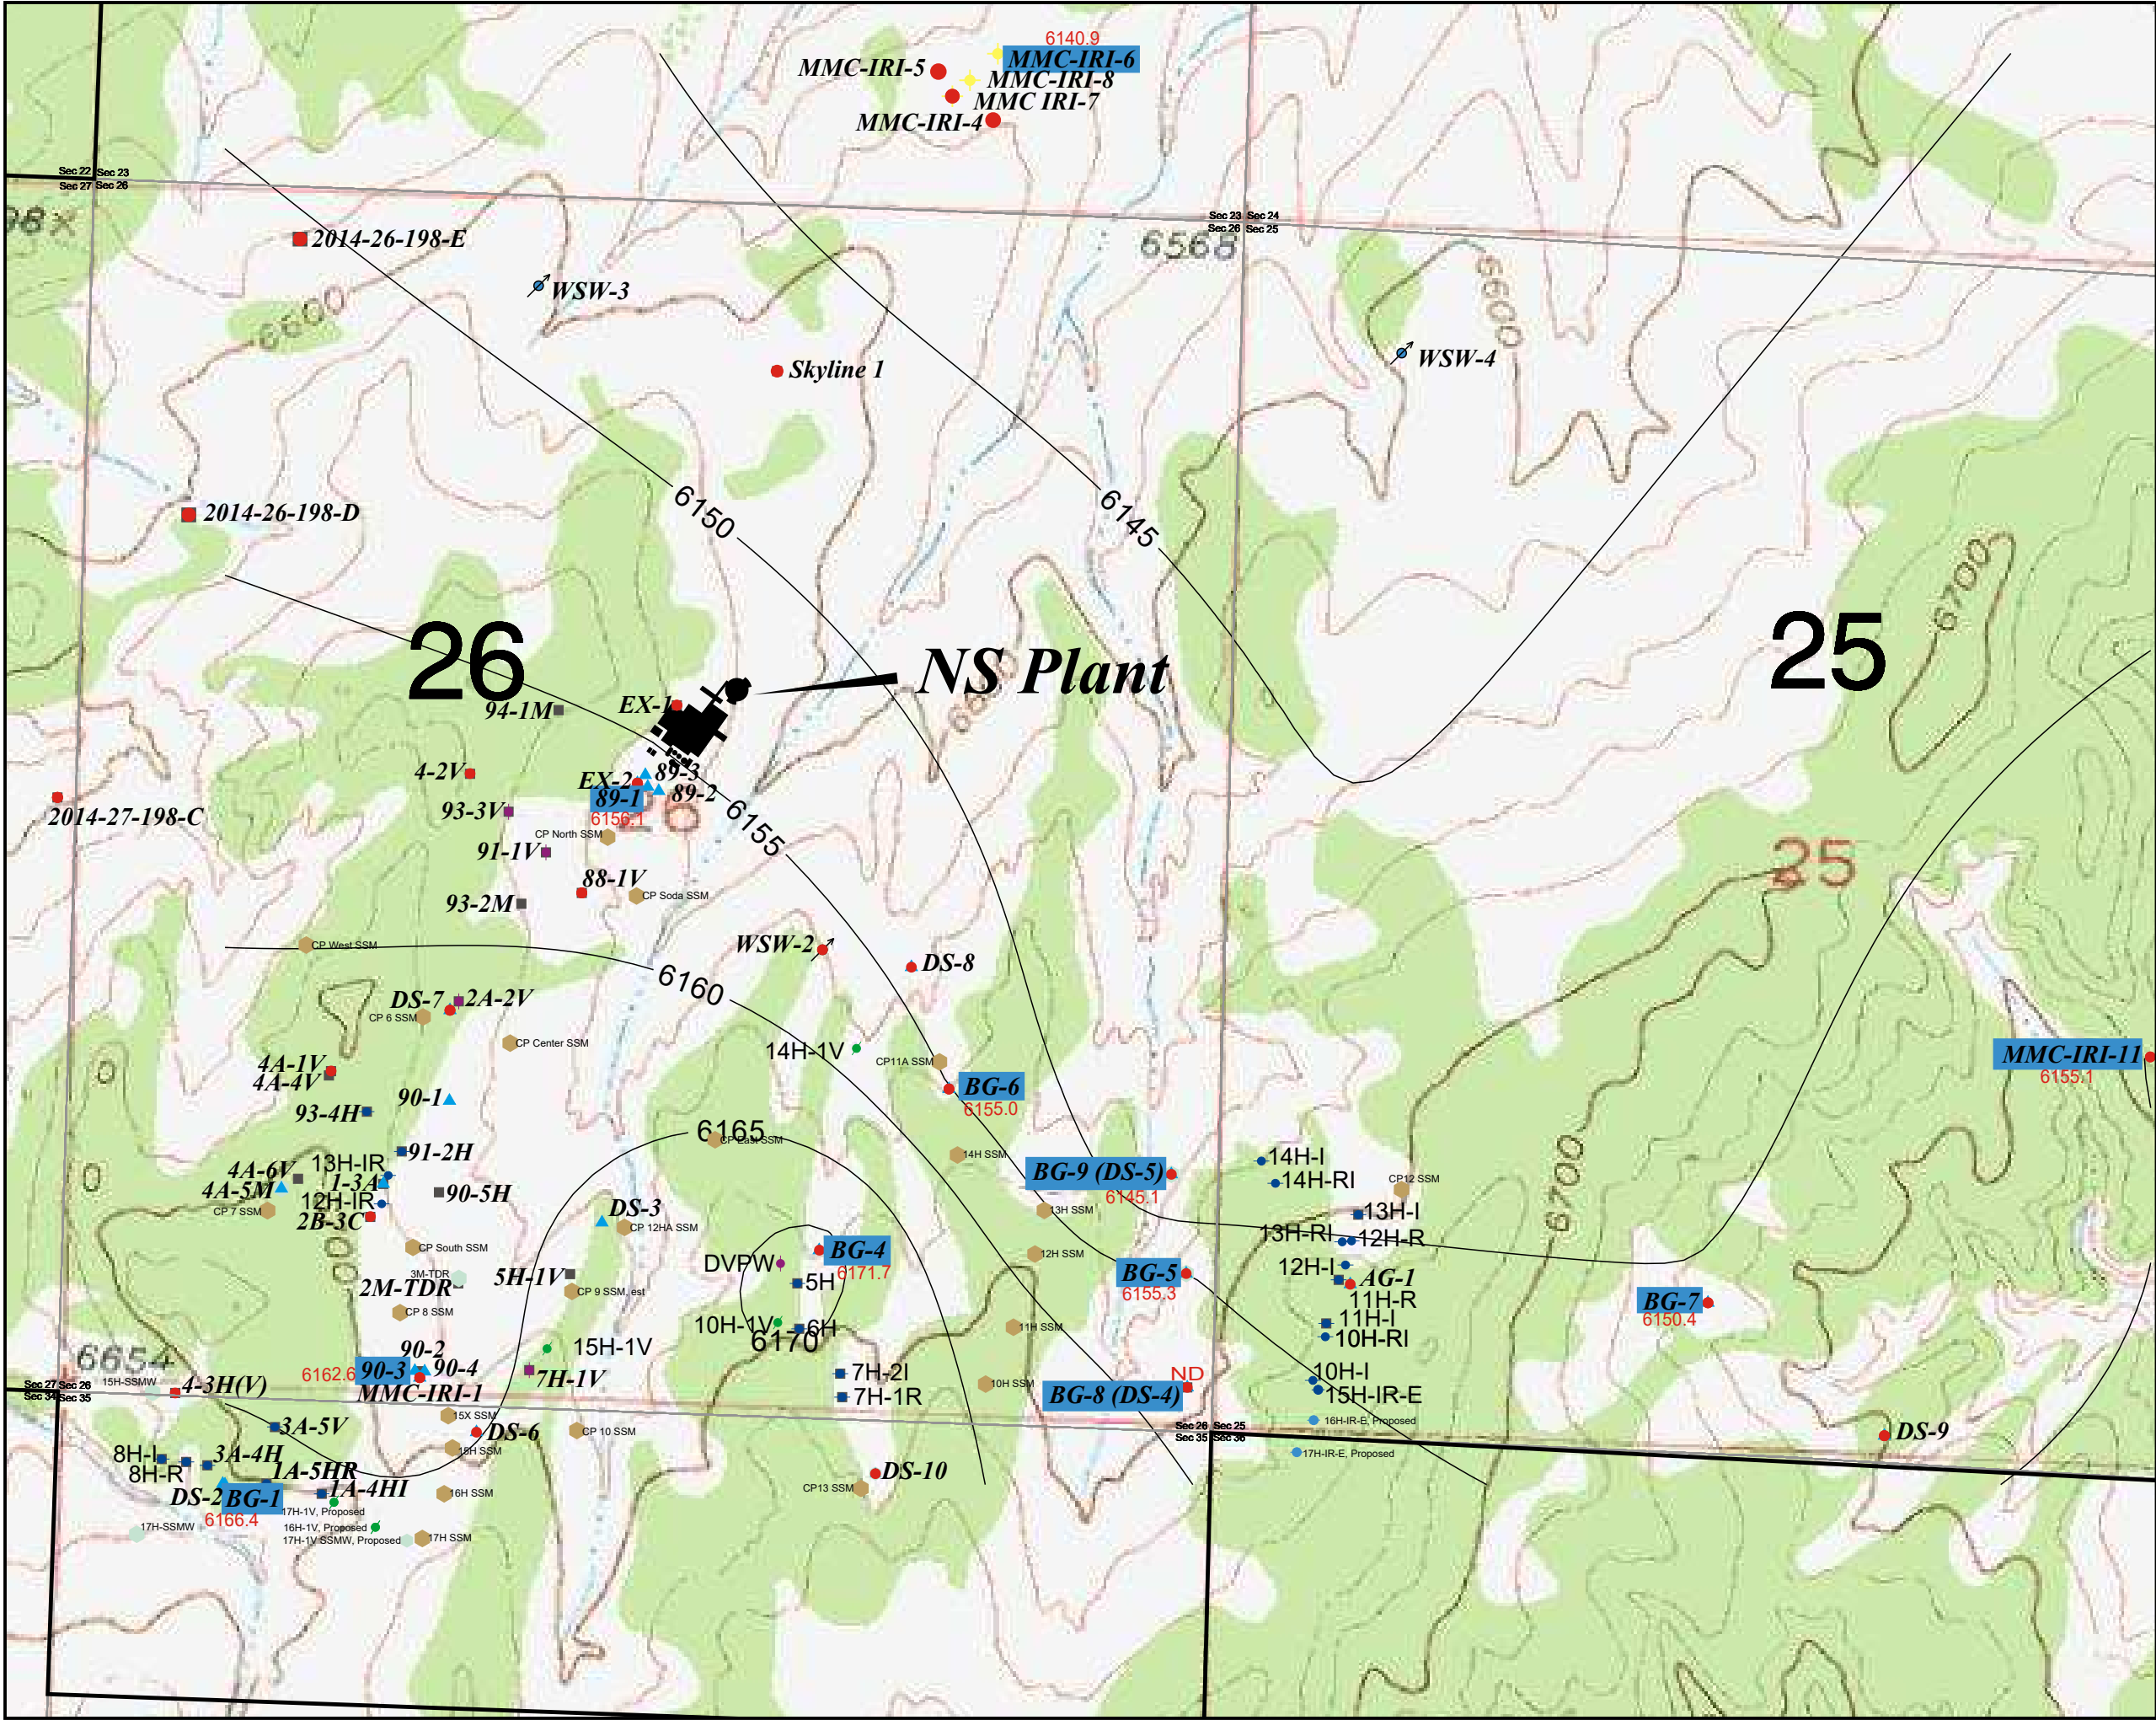 6140.9
MMC-IRI-6
MMC-IRI-5
MMC-IRI-8
MMC IRI-7
MMC-IRI-4
Sec 22 Sec 23
Sec 27 Sec 26
98×
Sec 23 Sec 24
Sec 26 Sec 25
6568
2014-26-198-E
WSW-3
6600
6600
WSW-4
Skyline 1
6150
6145
2014-26-198-D
6700
26
25
NS Plant
94-1M
EX-1
4-2V
EX-2
89-3
89-2
89-1
6156.1
2014-27-198-C
93-3V
CP North SSM
6155
91-1V
25
88-1V
CP Soda SSM
93-2M
CP West SSM
WSW-2
DS-8
6160
DS-7
2A-2V
CP 6 SSM
CP Center SSM
14H-1V
CP11A SSM
MMC-IRI-11
6155.1
4A-1V
4A-4V
BG-6
6155.0
93-4H
90-1
6165
CP East SSM
91-2H
14H SSM
14H-I
13H-IR
4A-6V
1-3A
BG-9 (DS-5)
6145.1
14H-RI
CP12 SSM
4A-5M
12H-IR
90-5H
6700
CP 7 SSM
2B-3C
DS-3
CP 12HA SSM
13H SSM
13H-I
13H-RI
12H-R
CP South SSM
BG-4
6171.7
12H SSM
DVPW
3M-TDR
2M-TDR
5H-1V
5H
BG-5
6155.3
12H-I
AG-1
11H-R
CP 9 SSM, est
BG-7
6150.4
CP 8 SSM
10H-1V
6H
6170
11H SSM
11H-I
10H-RI
90-2
15H-1V
6654
6162.6
90-3
90-4
MMC-IRI-1
7H-1V
7H-2I
7H-1R
10H SSM
ND
BG-8 (DS-4)
10H-I
15H-IR-E
15H-SSMW
4-3H(V)
Sec 27 Sec 26
Sec 34 Sec 35
15X SSM
16H-IR-E, Proposed
3A-5V
DS-6
CP 10 SSM
Sec 26 Sec 25
Sec 35 Sec 36
DS-9
18H SSM
17H-IR-E, Proposed
8H-I
3A-4H
8H-R
1A-5HR
DS-10
CP13 SSM
DS-2
BG-1
1A-4HI
16H SSM
6166.4
17H-1V, Proposed
17H-SSMW
16H-1V, Proposed
17H-1V SSMW, Proposed
17H SSM